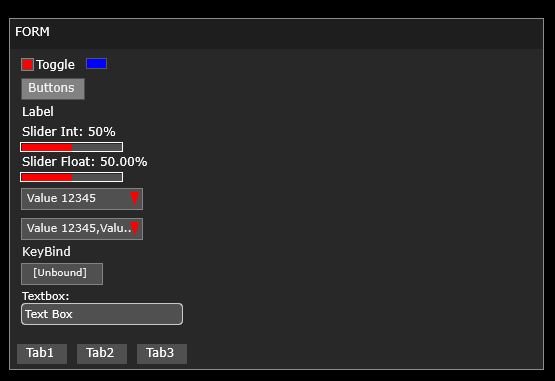 FORM
Toggle
Buttons
Label
Slider Int: 50%
Slider Float: 50.00%
Value 12345
Value 12345,Valu..
KeyBind
[Unbound]
Textbox:
Text Box
Tab1 Tab2 Tab3